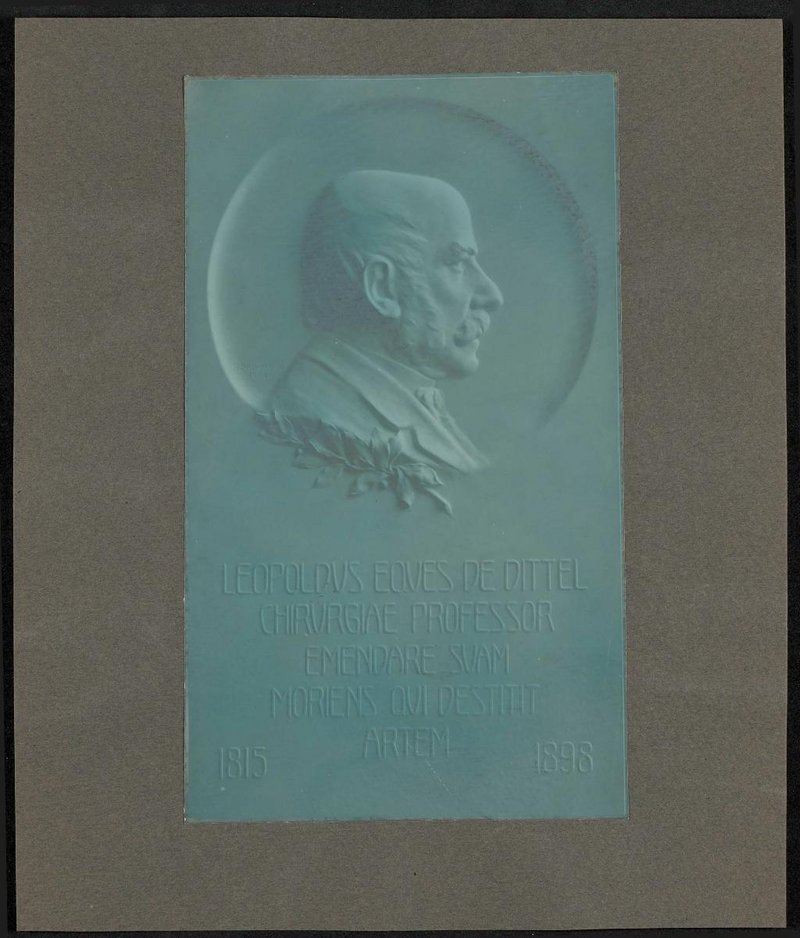 LEOPOLDVS EQVES DE DITTEL
CHIRVRGIAE PROFESSOR
EMENDARE SVAM
MORIENS QVI DESTITIT
ARTEM
1815 1898